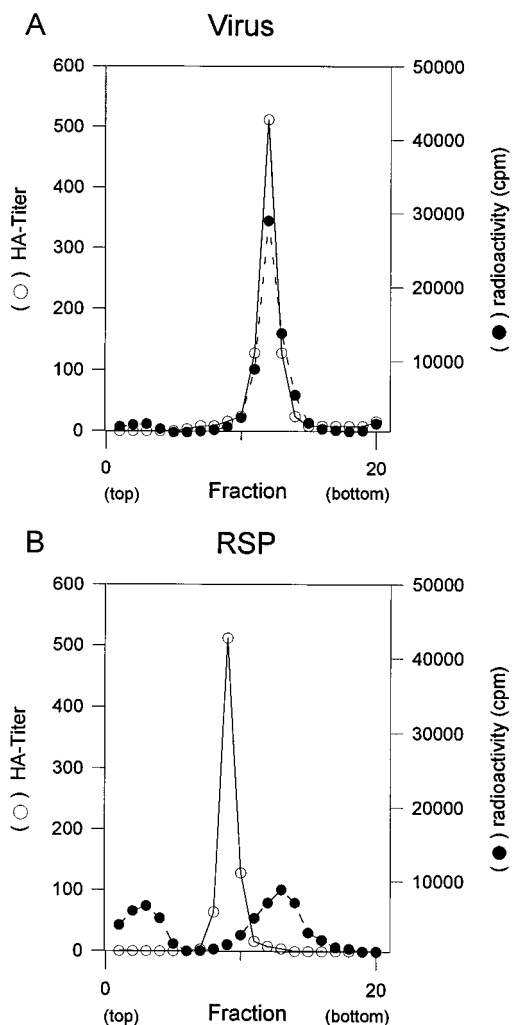 A
Virus
600
500
400
300
200
100
0
(○) HA-Titer
50000
40000
30000
20000
10000
(●) radioactivity (cpm)
0
20
(top)
Fraction
(bottom)
B
RSP
600
500
400
300
200
100
0
(○) HA-Titer
50000
40000
30000
20000
10000
(●) radioactivity (cpm)
0
20
(top)
Fraction
(bottom)